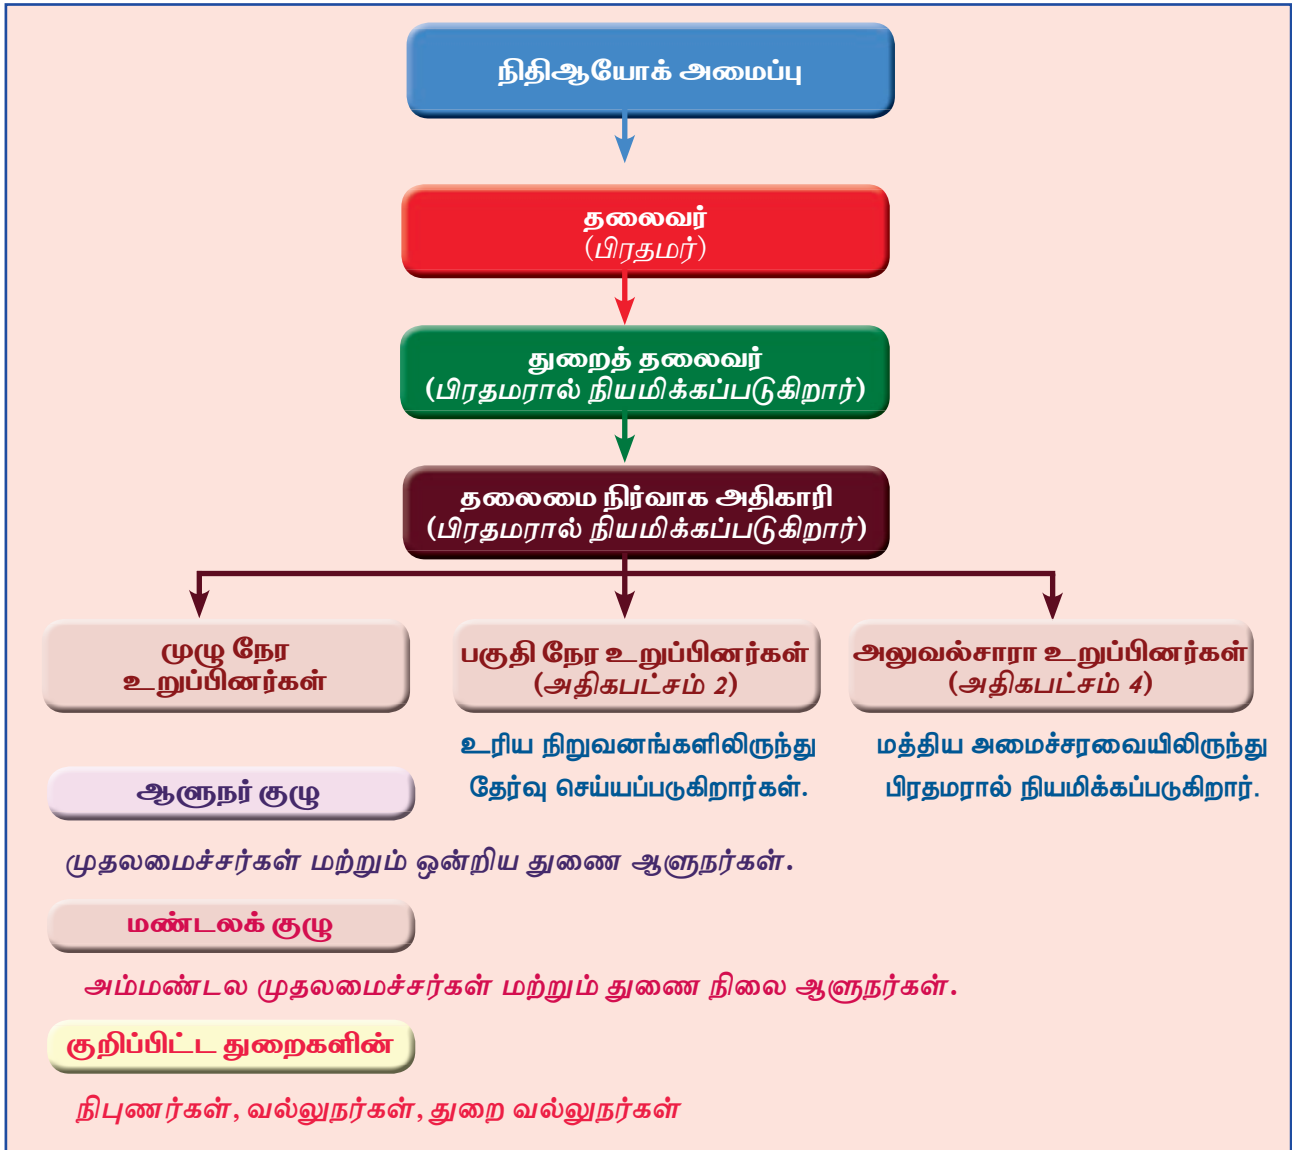 நிதிஆயோக் அமைப்பு
தலைவர்
(பிரதமர்)
துறைத் தலைவர்
(பிரதமரால் நியமிக்கப்படுகிறார்)
தலைமை நிர்வாக அதிகாரி
(பிரதமரால் நியமிக்கப்படுகிறார்)
முழு நேர
உறுப்பினர்கள்
பகுதி நேர உறுப்பினர்கள்
(அதிகபட்சம் 2)
உரிய நிறுவனங்களிலிருந்து
தேர்வு செய்யப்படுகிறார்கள்.
அலுவல்சாரா உறுப்பினர்கள்
(அதிகபட்சம் 4)
மத்திய அமைச்சரவையிலிருந்து
பிரதமரால் நியமிக்கப்படுகிறார்.
ஆளுநர் குழு
முதலமைச்சர்கள் மற்றும் ஒன்றிய துணை ஆளுநர்கள்.
மண்டலக் குழு
அம்மண்டல முதலமைச்சர்கள் மற்றும் துணை நிலை ஆளுநர்கள்.
குறிப்பிட்ட துறைகளின்
நிபுணர்கள், வல்லுநர்கள், துறை வல்லுநர்கள்